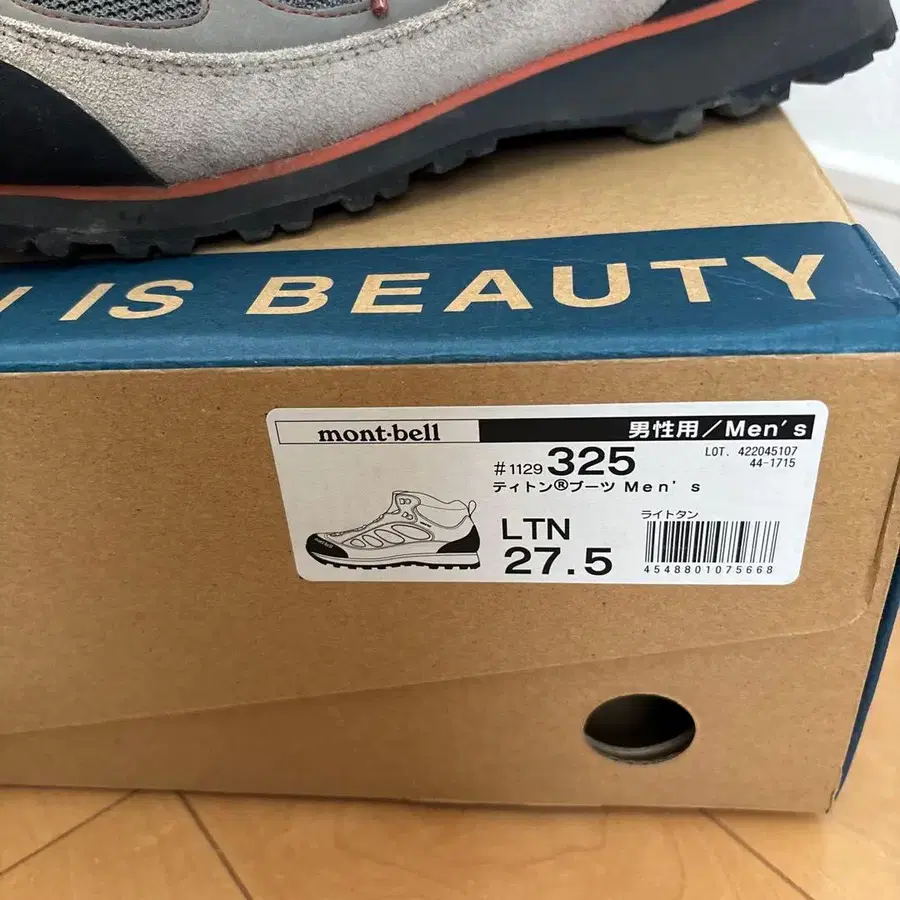 IS BEAUTY
mont·bell 男性用/Men's
#1129 325
LOT. 422045107
44-1715
ティトン®ブーツ Men's
LTN
ライトタン
27.5
4548801075668